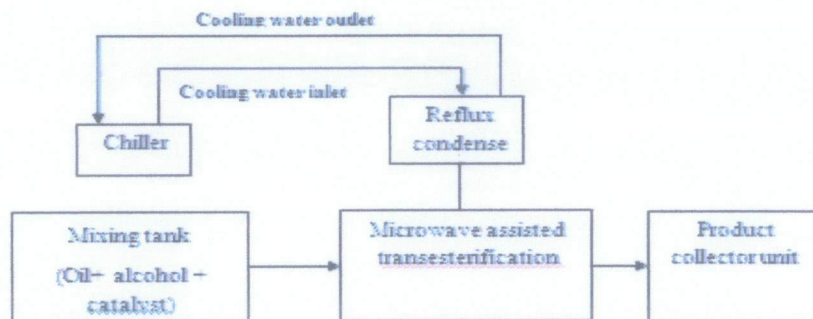 Cooling water outlet
Cooling water inlet
Chiller
Reflux
condense
Mixing tank
(Oil+ alcohol +
catalyst)
Microwave assisted
transesterification
Product
collector unit